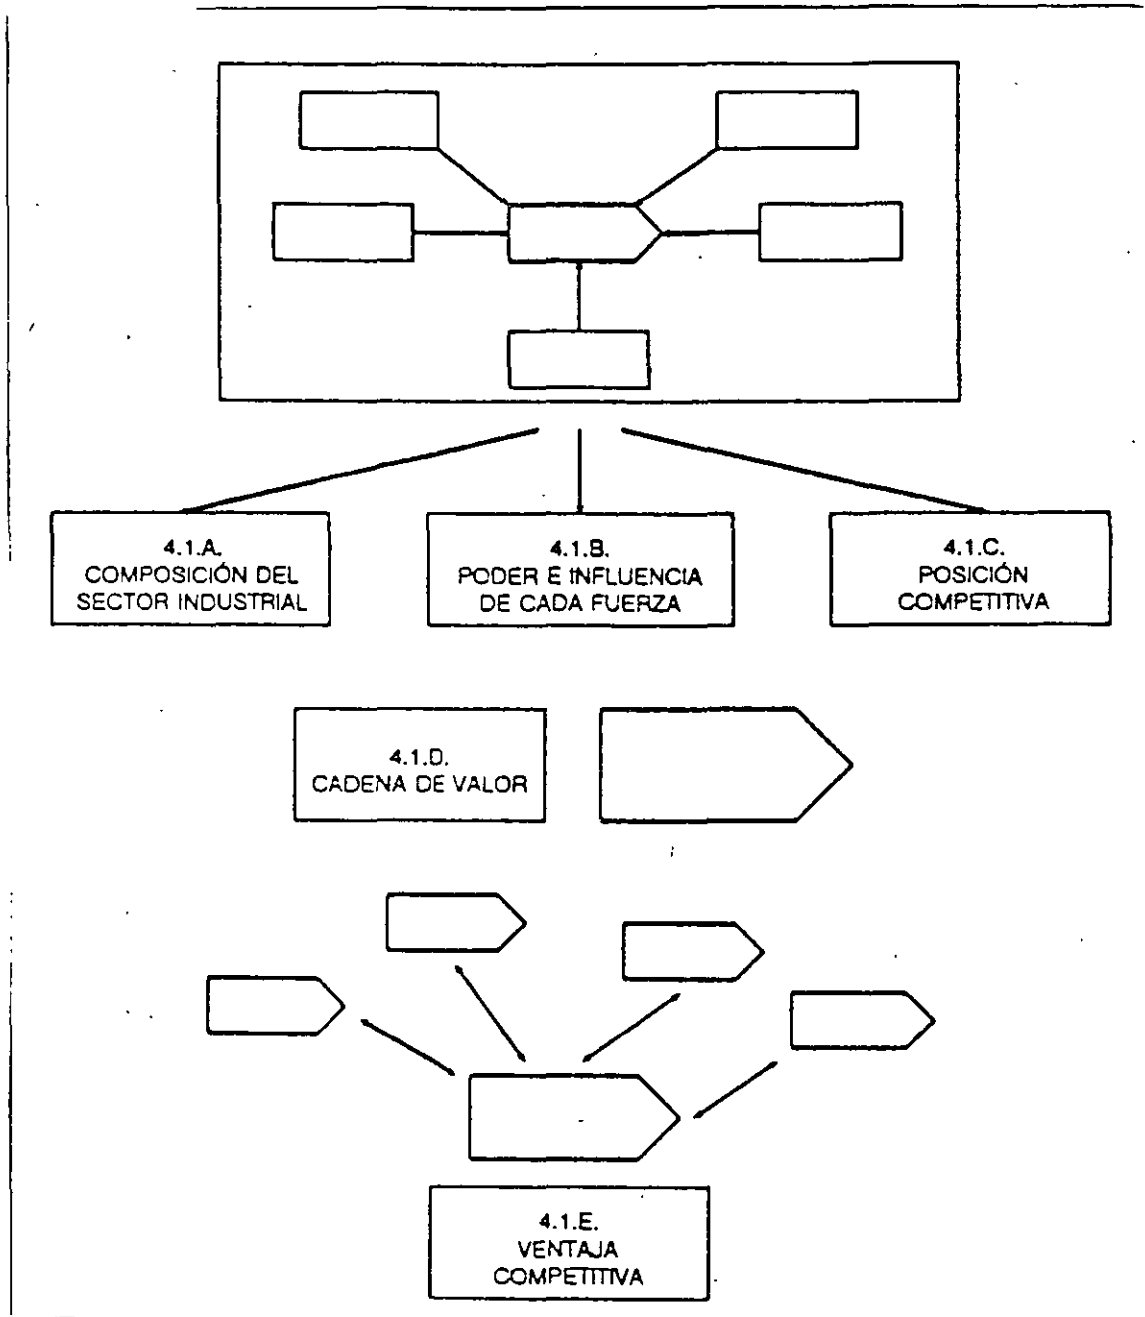 4.1.A.
COMPOSICIÓN DEL
SECTOR INDUSTRIAL
4.1.B.
PODER E INFLUENCIA
DE CADA FUERZA
4.1.C.
POSICIÓN
COMPETITIVA
4.1.D.
CADENA DE VALOR
4.1.E.
VENTAJA
COMPETITIVA